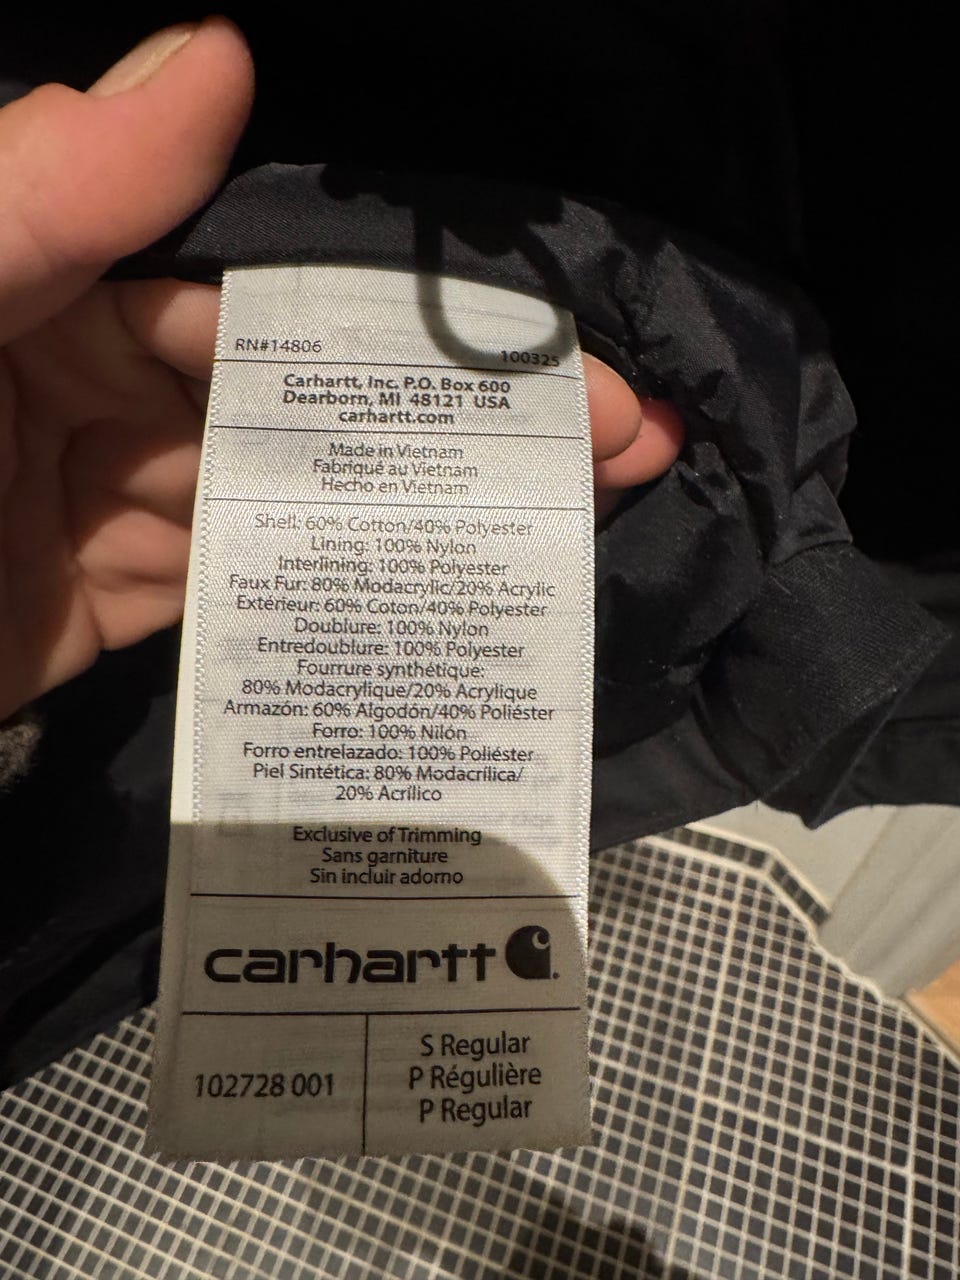 RN#14806
100325
Carhartt, Inc. P.O. Box 600
Dearborn, MI 48121 USA
carhartt.com
Made in Vietnam
Fabriqué au Vietnam
Hecho en Vietnam
Shell: 60% Cotton/40% Polyester
Lining: 100% Nylon
Interlining: 100% Polyester
Faux Fur: 80% Modacrylic/20% Acrylic
Extérieur: 60% Coton/40% Polyester
Doublure: 100% Nylon
Entredoublure: 100% Polyester
Fourrure synthétique:
80% Modacrylique/20% Acrylique
Armazón: 60% Algodón/40% Poliéster
Forro: 100% Nilón
Forro entrelazado: 100% Poliéster
Piel Sintética: 80% Modacrílica/
20% Acrílico
Exclusive of Trimming
Sans garniture
Sin incluir adorno
carhartt
102728 001
S Regular
P Régulière
P Regular